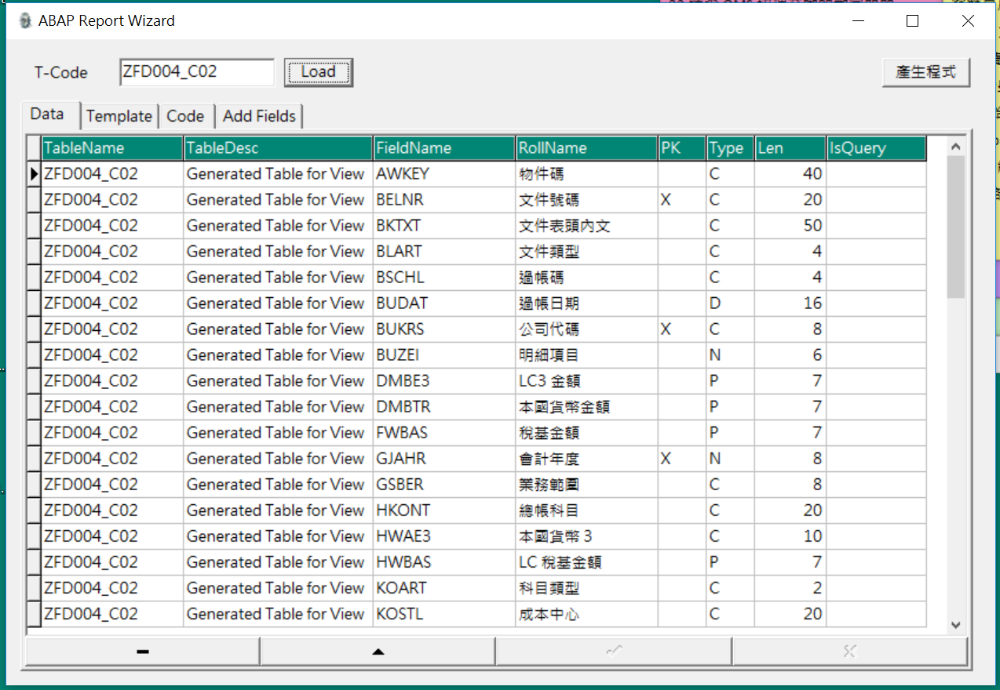 ABAP Report Wizard
T-Code ZFD004_C02 Load 產生程式
Data Template Code Add Fields
TableName TableDesc FieldName RollName PK Type Len IsQuery
ZFD004_C02 Generated Table for View AWKEY 物件碼 C 40
ZFD004_C02 Generated Table for View BELNR 文件號碼 X C 20
ZFD004_C02 Generated Table for View BKTXT 文件表頭內文 C 50
ZFD004_C02 Generated Table for View BLART 文件類型 C 4
ZFD004_C02 Generated Table for View BSCHL 過帳碼 C 4
ZFD004_C02 Generated Table for View BUDAT 過帳日期 D 16
ZFD004_C02 Generated Table for View BUKRS 公司代碼 X C 8
ZFD004_C02 Generated Table for View BUZEI 明細項目 N 6
ZFD004_C02 Generated Table for View DMBE3 LC3 金額 P 7
ZFD004_C02 Generated Table for View DMBTR 本國貨幣金額 P 7
ZFD004_C02 Generated Table for View FWBAS 稅基金額 P 7
ZFD004_C02 Generated Table for View GJAHR 會計年度 X N 8
ZFD004_C02 Generated Table for View GSBER 業務範圍 C 8
ZFD004_C02 Generated Table for View HKONT 總帳科目 C 20
ZFD004_C02 Generated Table for View HWAE3 本國貨幣 3 C 10
ZFD004_C02 Generated Table for View HWBAS LC 稅基金額 P 7
ZFD004_C02 Generated Table for View KOART 科目類型 C 2
ZFD004_C02 Generated Table for View KOSTL 成本中心 C 20